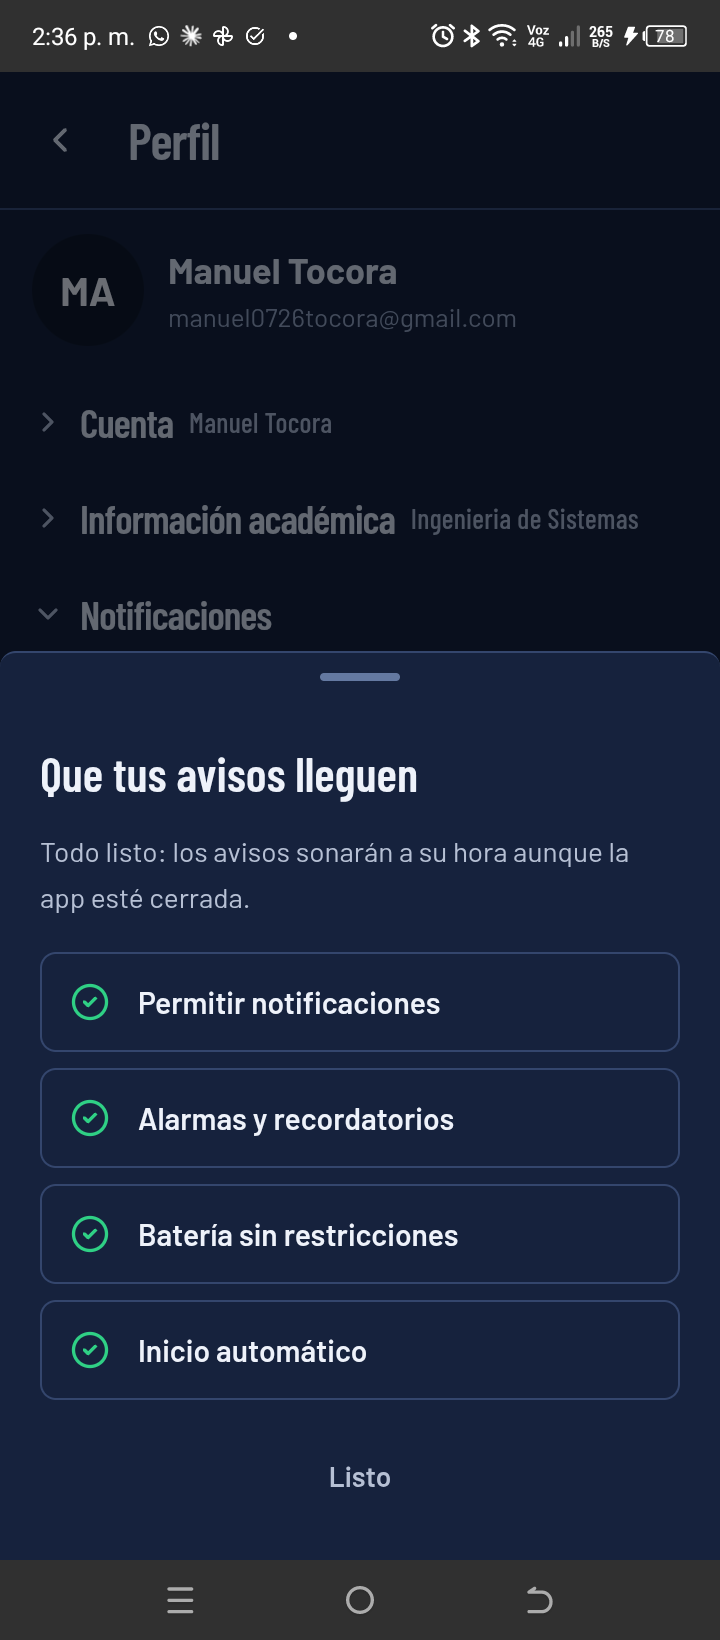 2:36 p. m.
Voz
4G
265
B/S
78
Perfil
MA
Manuel Tocora
manuel0726tocora@gmail.com
Cuenta Manuel Tocora
Información académica Ingenieria de Sistemas
Notificaciones
Que tus avisos lleguen
Todo listo: los avisos sonarán a su hora aunque la
app esté cerrada.
Permitir notificaciones
Alarmas y recordatorios
Batería sin restricciones
Inicio automático
Listo